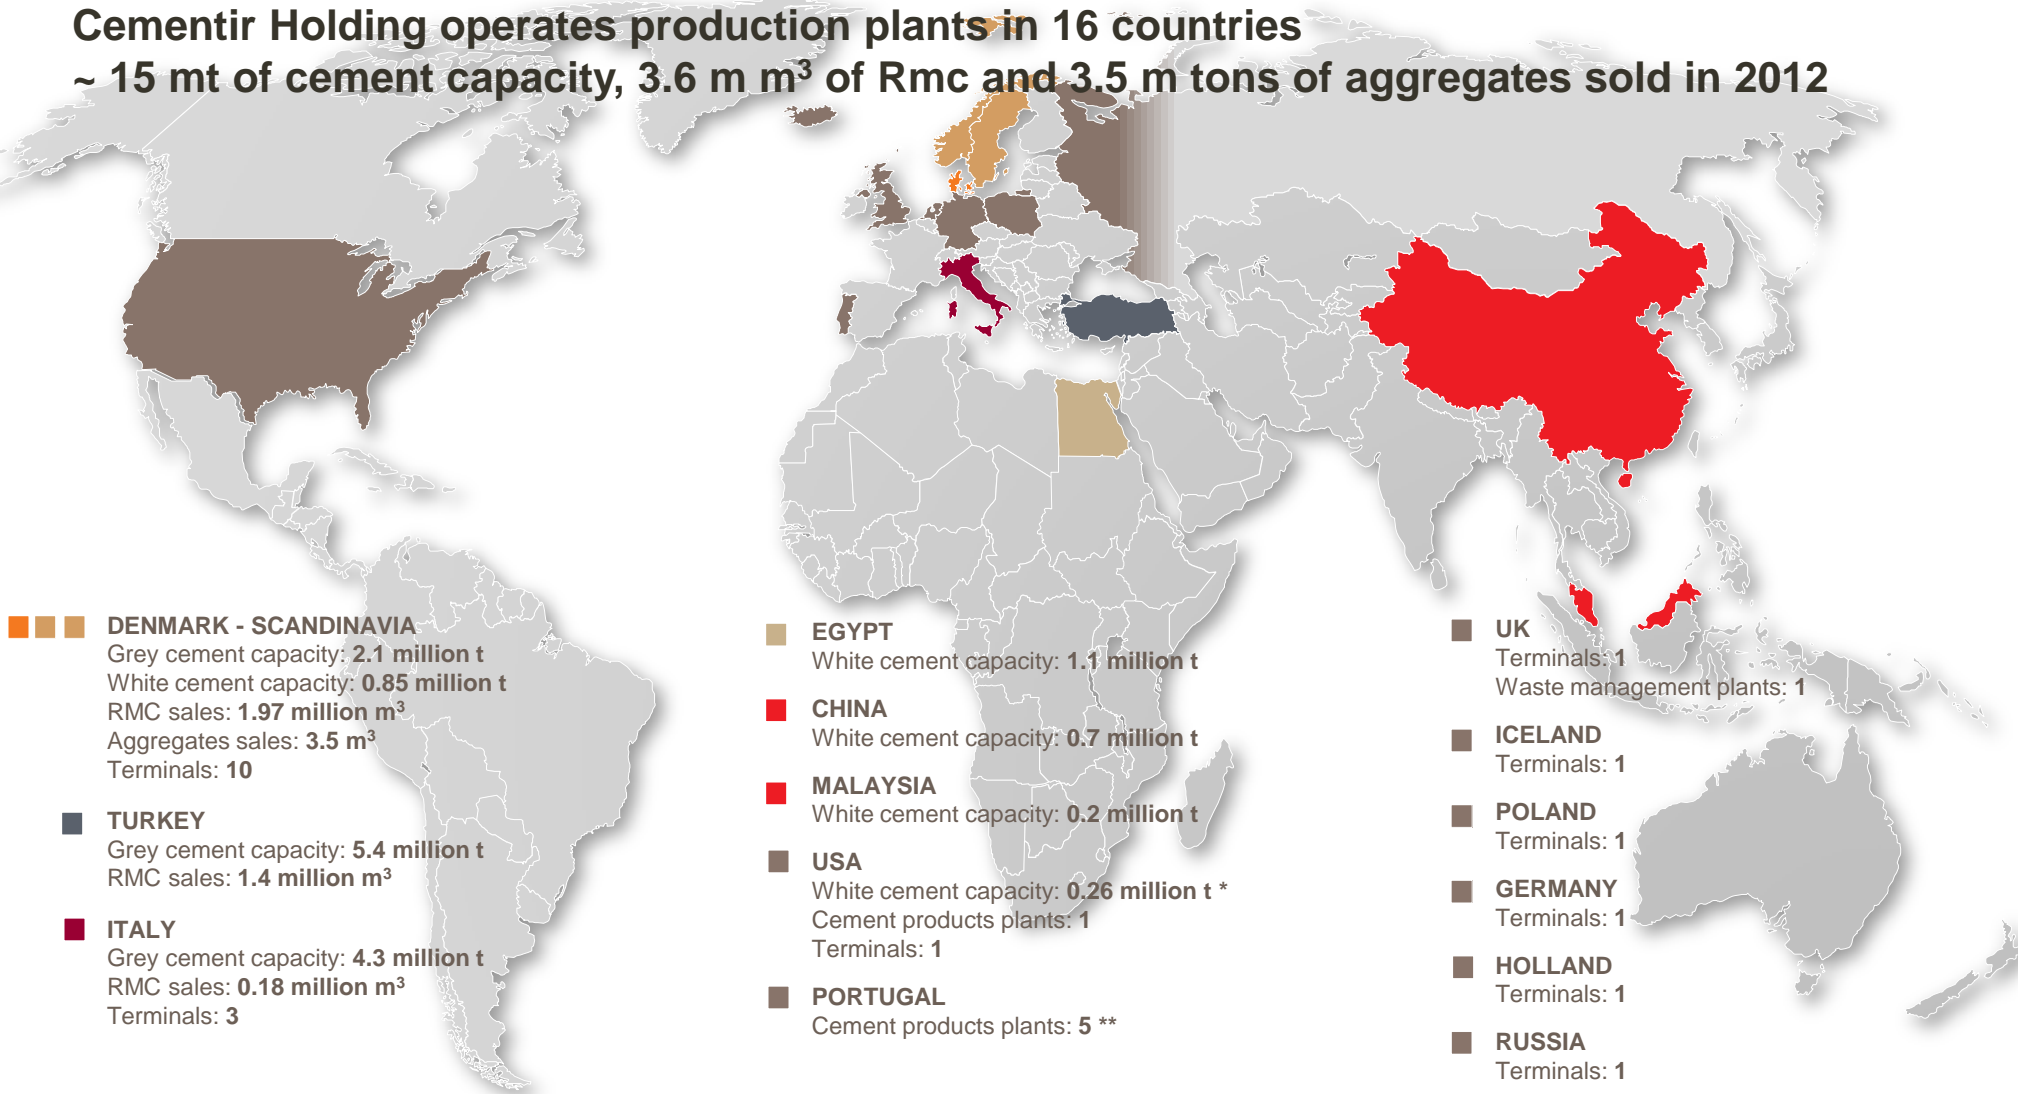 Cementir Holding operates production plants in 16 countries
~ 15 mt of cement capacity, 3.6 m m³ of Rmc and 3.5 m tons of aggregates sold in 2012
DENMARK - SCANDINAVIA
Grey cement capacity: 2.1 million t
White cement capacity: 0.85 million t
RMC sales: 1.97 million m³
Aggregates sales: 3.5 m³
Terminals: 10
TURKEY
Grey cement capacity: 5.4 million t
RMC sales: 1.4 million m³
ITALY
Grey cement capacity: 4.3 million t
RMC sales: 0.18 million m³
Terminals: 3
EGYPT
White cement capacity: 1.1 million t
CHINA
White cement capacity: 0.7 million t
MALAYSIA
White cement capacity: 0.2 million t
USA
White cement capacity: 0.26 million t *
Cement products plants: 1
Terminals: 1
PORTUGAL
Cement products plants: 5 **
UK
Terminals: 1
Waste management plants: 1
ICELAND
Terminals: 1
POLAND
Terminals: 1
GERMANY
Terminals: 1
HOLLAND
Terminals: 1
RUSSIA
Terminals: 1